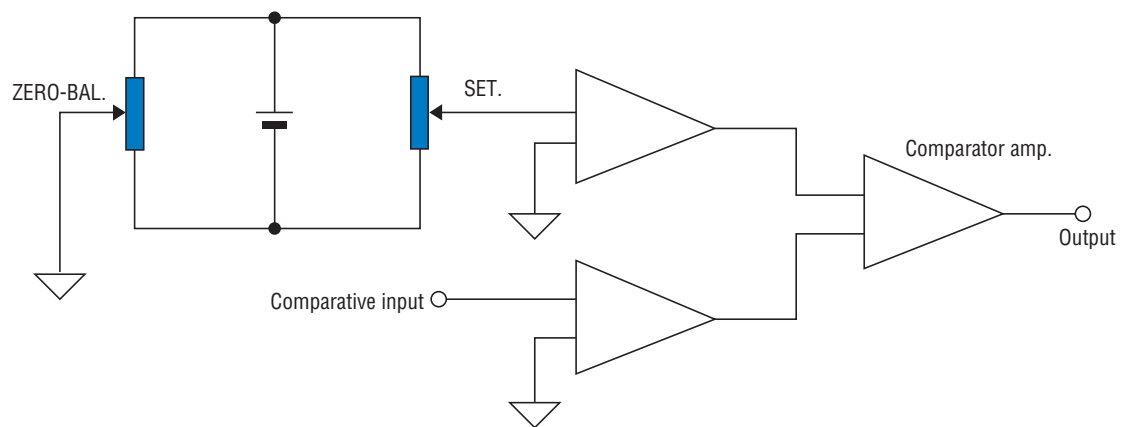 ZERO-BAL.
SET.
Comparator amp.
Output
Comparative input